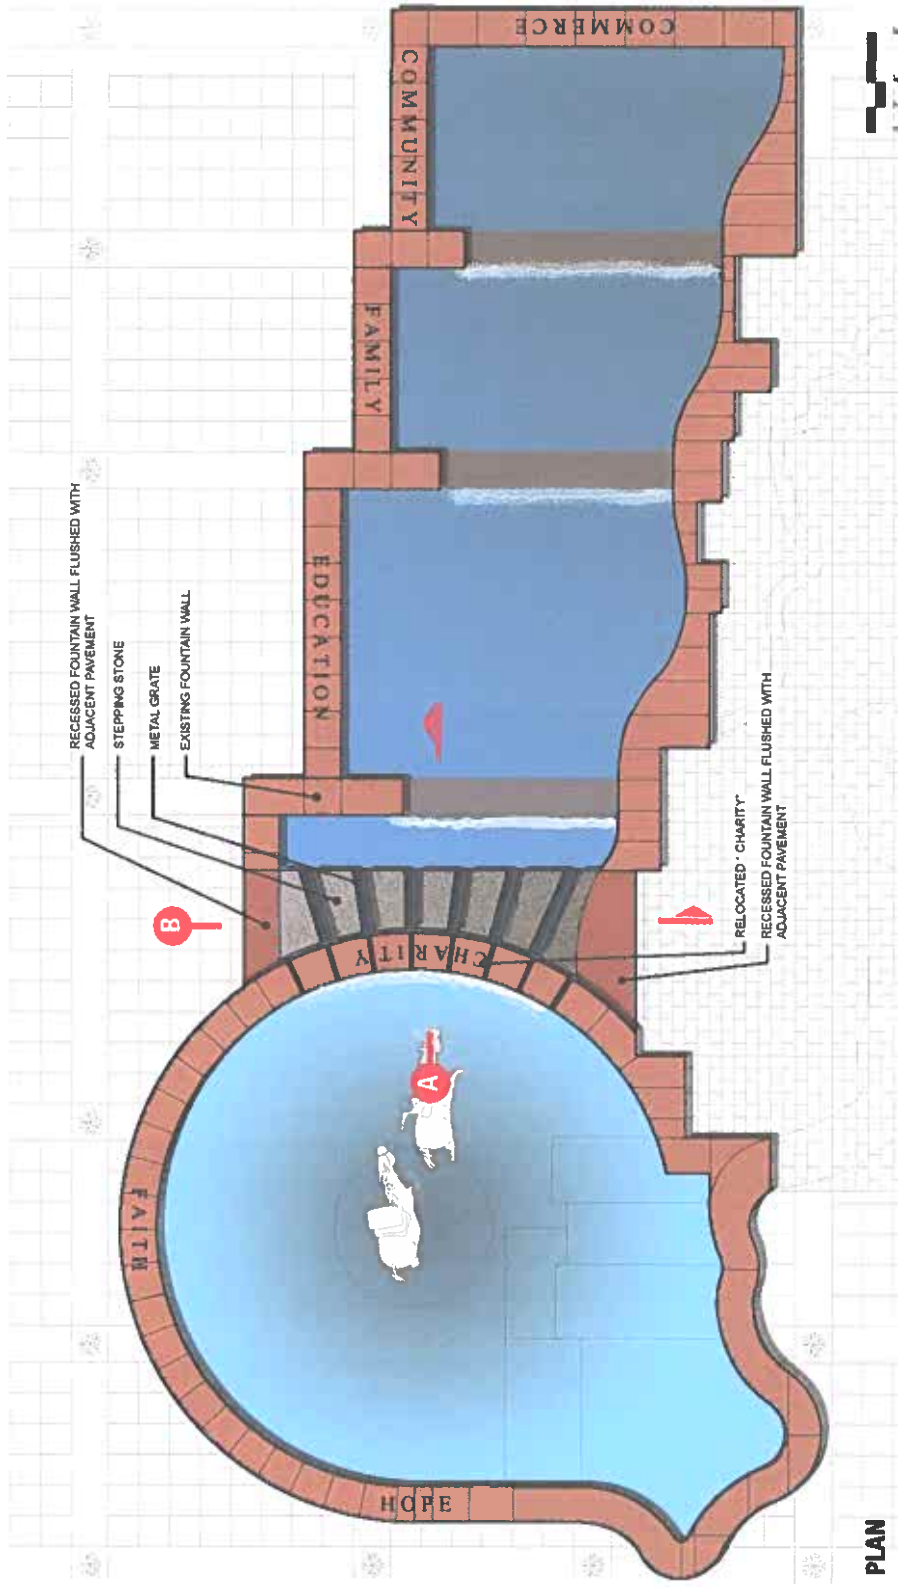 RECESSED FOUNTAIN WALL FLUSHED WITH
ADJACENT PAVEMENT
STEPPING STONE
METAL GRATE
EXISTING FOUNTAIN WALL
B
HOPE
FAITH
CHARITY
EDUCATION
FAMILY
COMMUNITY
COMMERCE
A
RELOCATED " CHARITY"
RECESSED FOUNTAIN WALL FLUSHED WITH
ADJACENT PAVEMENT
PLAN